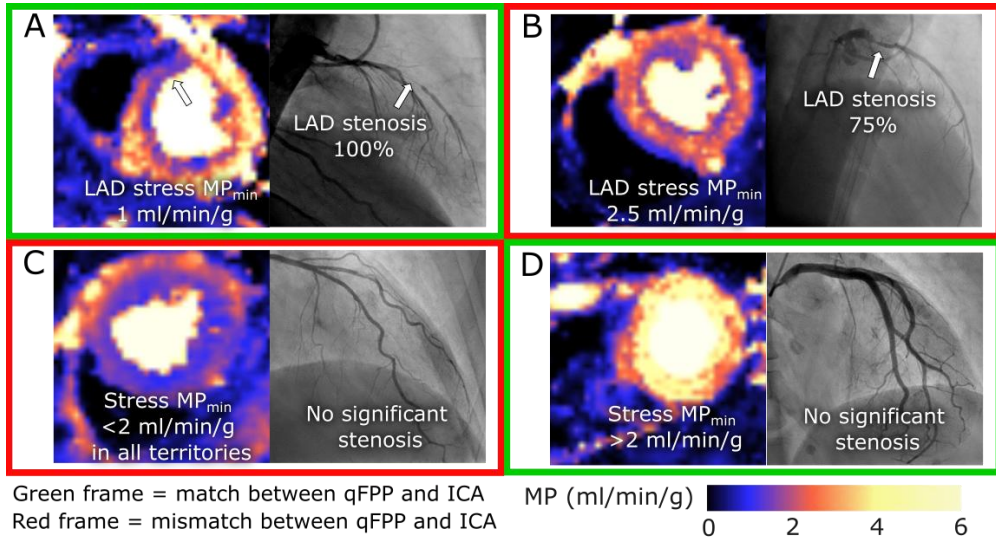 A
LAD stress MPmin
1 ml/min/g
LAD stenosis
100%
B
LAD stress MPmin
2.5 ml/min/g
LAD stenosis
75%
C
Stress MPmin
<2 ml/min/g
in all territories
No significant
stenosis
D
Stress MPmin
>2 ml/min/g
No significant
stenosis
Green frame = match between qFPP and ICA
Red frame = mismatch between qFPP and ICA
MP (ml/min/g)
0 2 4 6